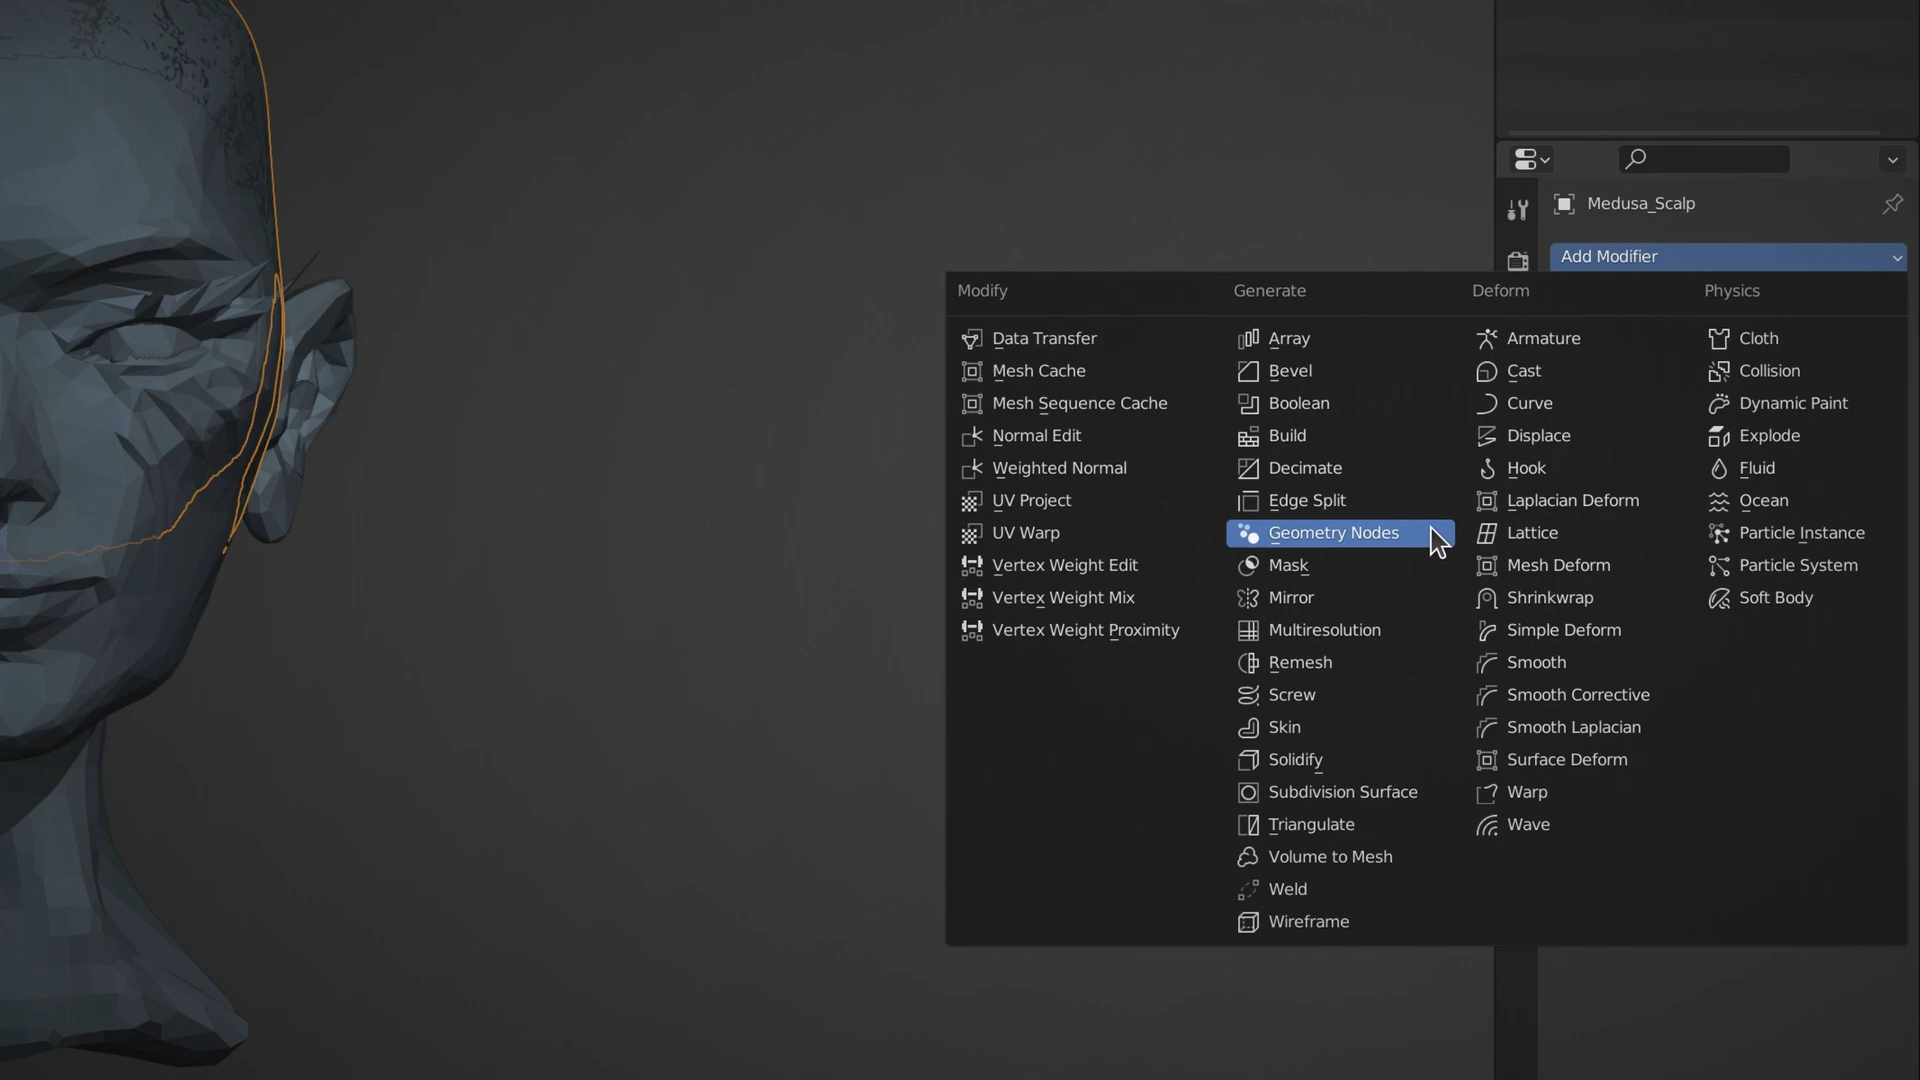 Medusa_Scalp
Add Modifier
Modify
Data Transfer
Mesh Cache
Mesh Sequence Cache
Normal Edit
Weighted Normal
UV Project
UV Warp
Vertex Weight Edit
Vertex Weight Mix
Vertex Weight Proximity
Generate
Array
Bevel
Boolean
Build
Decimate
Edge Split
Geometry Nodes
Mask
Mirror
Multiresolution
Remesh
Screw
Skin
Solidify
Subdivision Surface
Triangulate
Volume to Mesh
Weld
Wireframe
Deform
Armature
Cast
Curve
Displace
Hook
Laplacian Deform
Lattice
Mesh Deform
Shrinkwrap
Simple Deform
Smooth
Smooth Corrective
Smooth Laplacian
Surface Deform
Warp
Wave
Physics
Cloth
Collision
Dynamic Paint
Explode
Fluid
Ocean
Particle Instance
Particle System
Soft Body